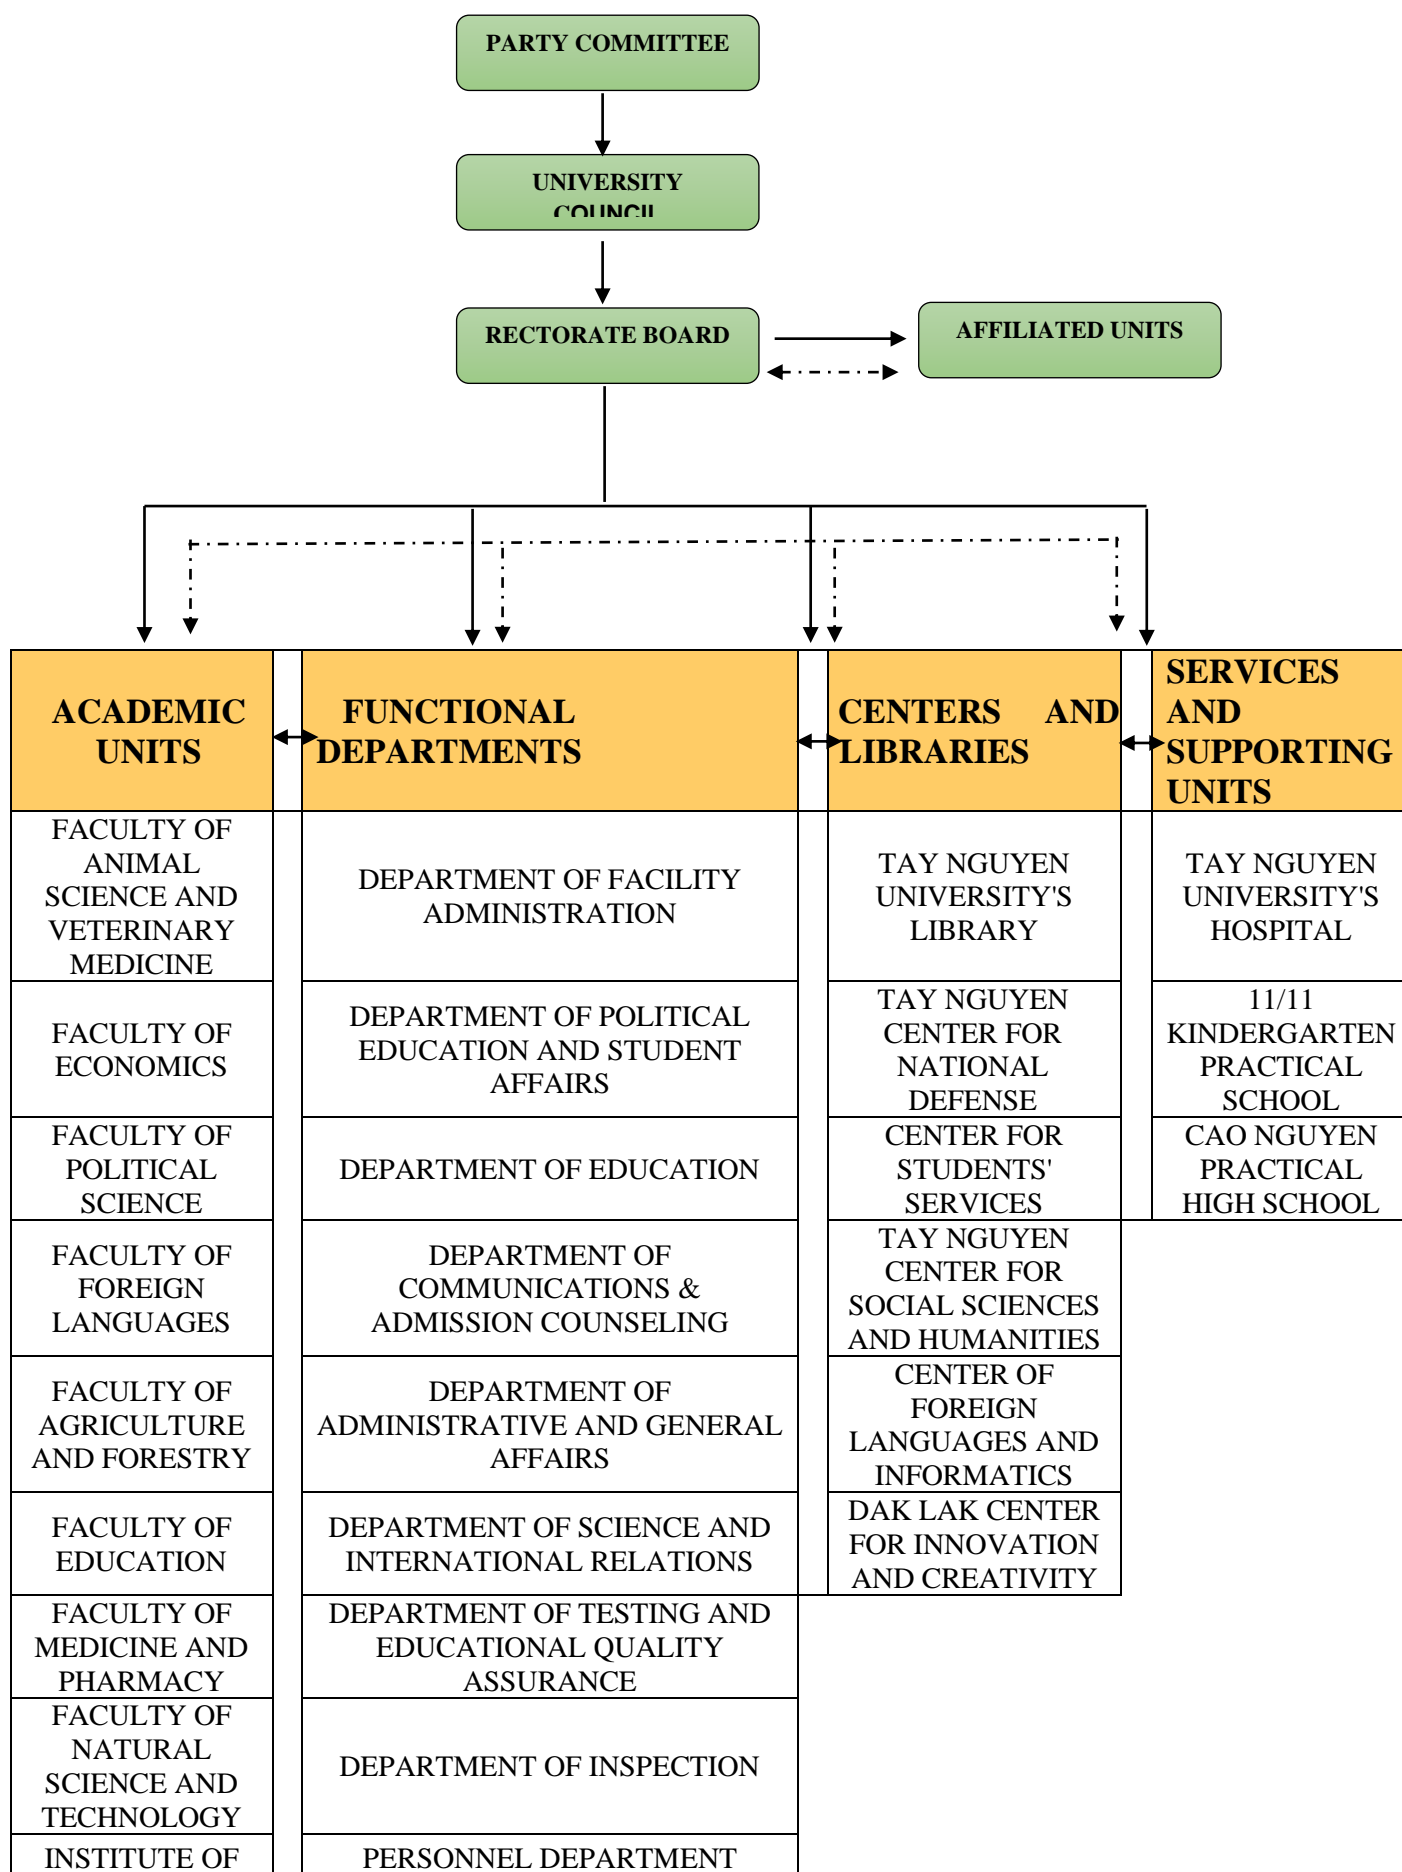 PARTY COMMITTEE
UNIVERSITY
COUNCIL
RECTORATE BOARD
AFFILIATED UNITS
ACADEMIC
UNITS
FUNCTIONAL
DEPARTMENTS
CENTERS AND
LIBRARIES
SERVICES
AND
SUPPORTING
UNITS
FACULTY OF
ANIMAL
SCIENCE AND
VETERINARY
MEDICINE
DEPARTMENT OF FACILITY
ADMINISTRATION
TAY NGUYEN
UNIVERSITY'S
LIBRARY
TAY NGUYEN
UNIVERSITY'S
HOSPITAL
FACULTY OF
ECONOMICS
DEPARTMENT OF POLITICAL
EDUCATION AND STUDENT
AFFAIRS
TAY NGUYEN
CENTER FOR
NATIONAL
DEFENSE
11/11
KINDERGARTEN
PRACTICAL
SCHOOL
FACULTY OF
POLITICAL
SCIENCE
DEPARTMENT OF EDUCATION
CENTER FOR
STUDENTS'
SERVICES
CAO NGUYEN
PRACTICAL
HIGH SCHOOL
FACULTY OF
FOREIGN
LANGUAGES
DEPARTMENT OF
COMMUNICATIONS &
ADMISSION COUNSELING
TAY NGUYEN
CENTER FOR
SOCIAL SCIENCES
AND HUMANITIES
FACULTY OF
AGRICULTURE
AND FORESTRY
DEPARTMENT OF
ADMINISTRATIVE AND GENERAL
AFFAIRS
CENTER OF
FOREIGN
LANGUAGES AND
INFORMATICS
FACULTY OF
EDUCATION
DEPARTMENT OF SCIENCE AND
INTERNATIONAL RELATIONS
DAK LAK CENTER
FOR INNOVATION
AND CREATIVITY
FACULTY OF
MEDICINE AND
PHARMACY
DEPARTMENT OF TESTING AND
EDUCATIONAL QUALITY
ASSURANCE
FACULTY OF
NATURAL
SCIENCE AND
TECHNOLOGY
DEPARTMENT OF INSPECTION
INSTITUTE OF
PERSONNEL DEPARTMENT